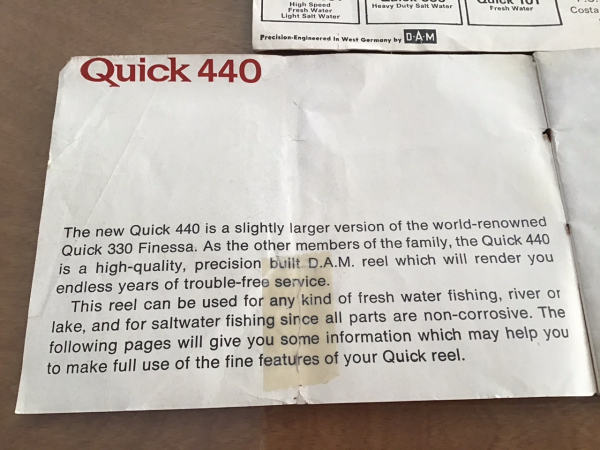 High Speed
Fresh Water
Light Salt Water
Heavy Duty Salt Water
Quick 101
Fresh Water
Costa
Precision-Engineered in West Germany by D·A·M
Quick 440
The new Quick 440 is a slightly larger version of the world-renowned
Quick 330 Finessa. As the other members of the family, the Quick 440
is a high-quality, precision built D.A.M. reel which will render you
endless years of trouble-free service.
This reel can be used for any kind of fresh water fishing, river or
lake, and for saltwater fishing since all parts are non-corrosive. The
following pages will give you some information which may help you
to make full use of the fine features of your Quick reel.